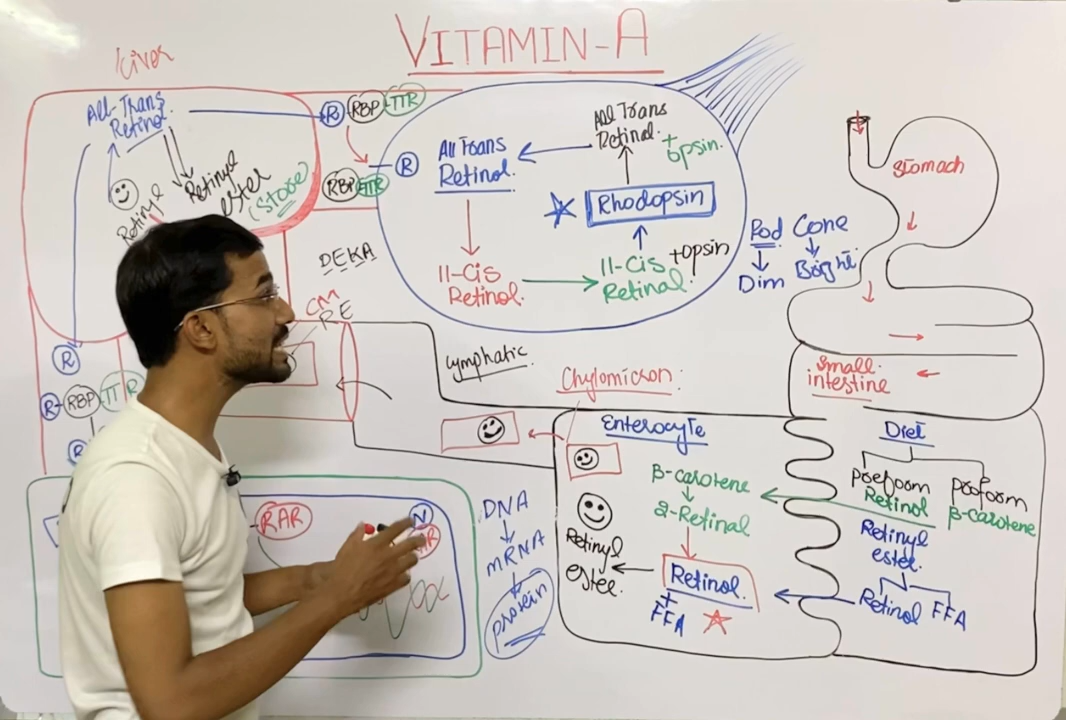 VITAMIN-A
Liver
All-Trans
Retinol
Retinyl
ester
(Store)
Retinyl
R RBP TTR
RBP TTR
R
All Trans
Retinol
All Trans
Retinal
+
opsin
Rhodopsin
11-Cis
Retinol
11-Cis
Retinal
+opsin
DEKA
CM
RE
Rod Cone
Dim Bright
Stomach
Small
intestine
Lymphatic
Chylomicron
Enterocyte
β-carotene
2-Retinal
Retinol
+
FFA
Retinyl
ester
Diet
Preform
Retinol
Proform
β-carotene
Retinyl
ester
Retinol FFA
R
R-RBP TTR
R
RAR
N
DNA
mRNA
protein